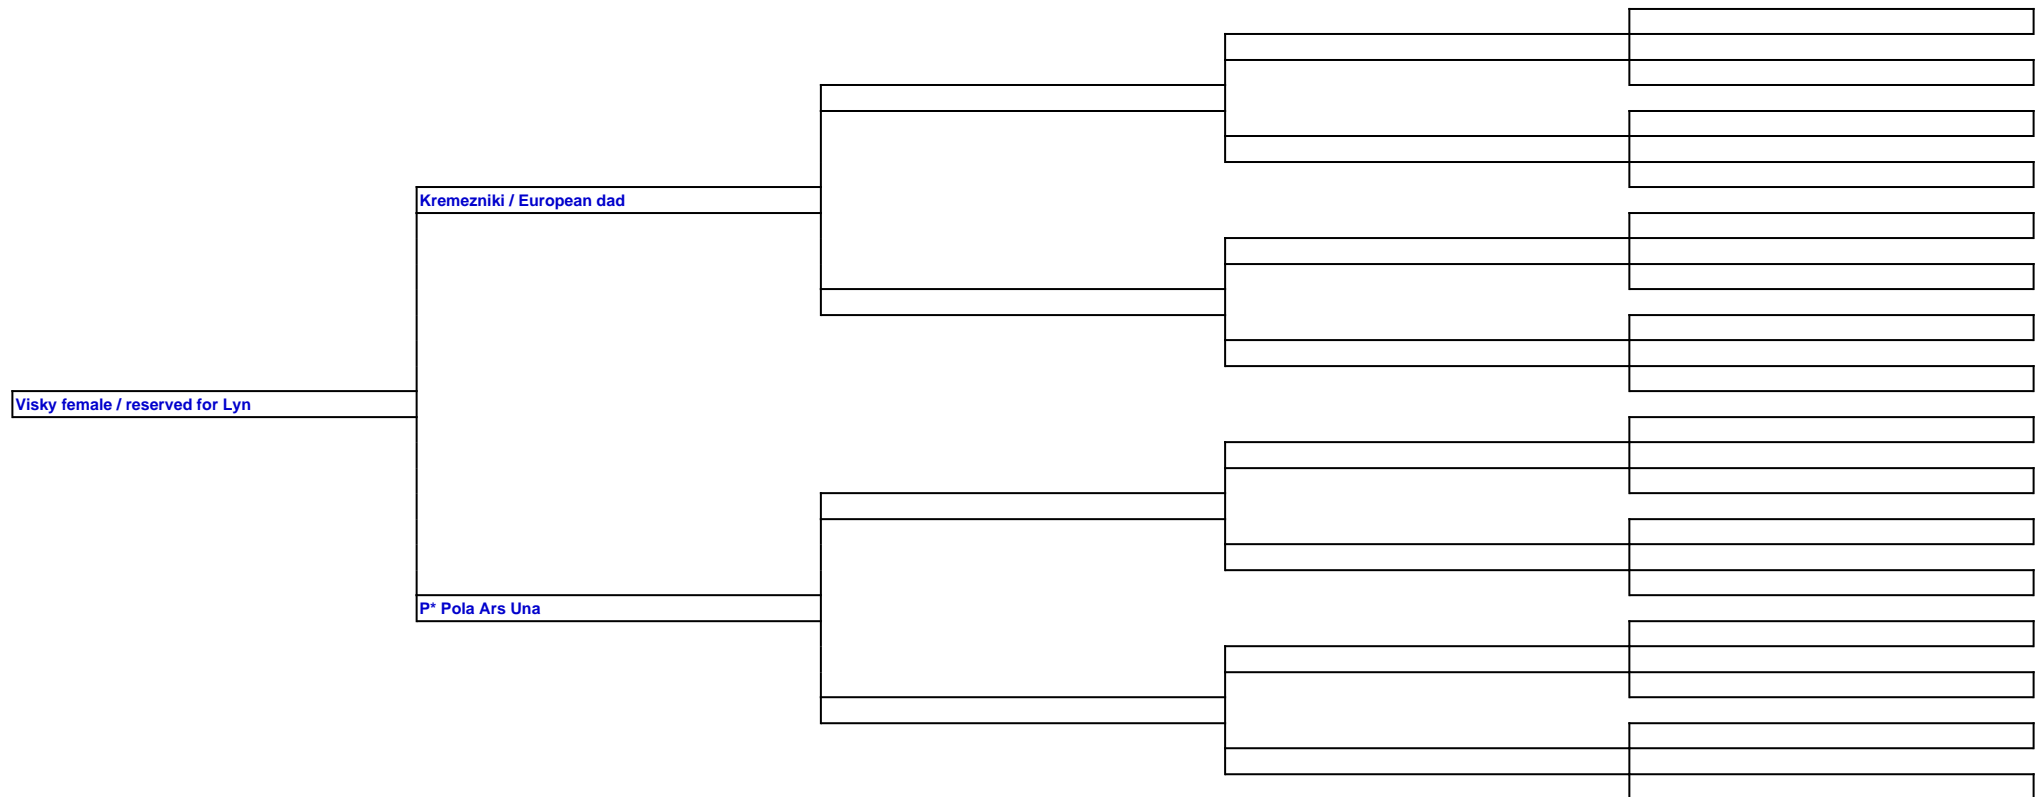 Kremezniki / European dad
Visky female / reserved for Lyn
P* Pola Ars Una